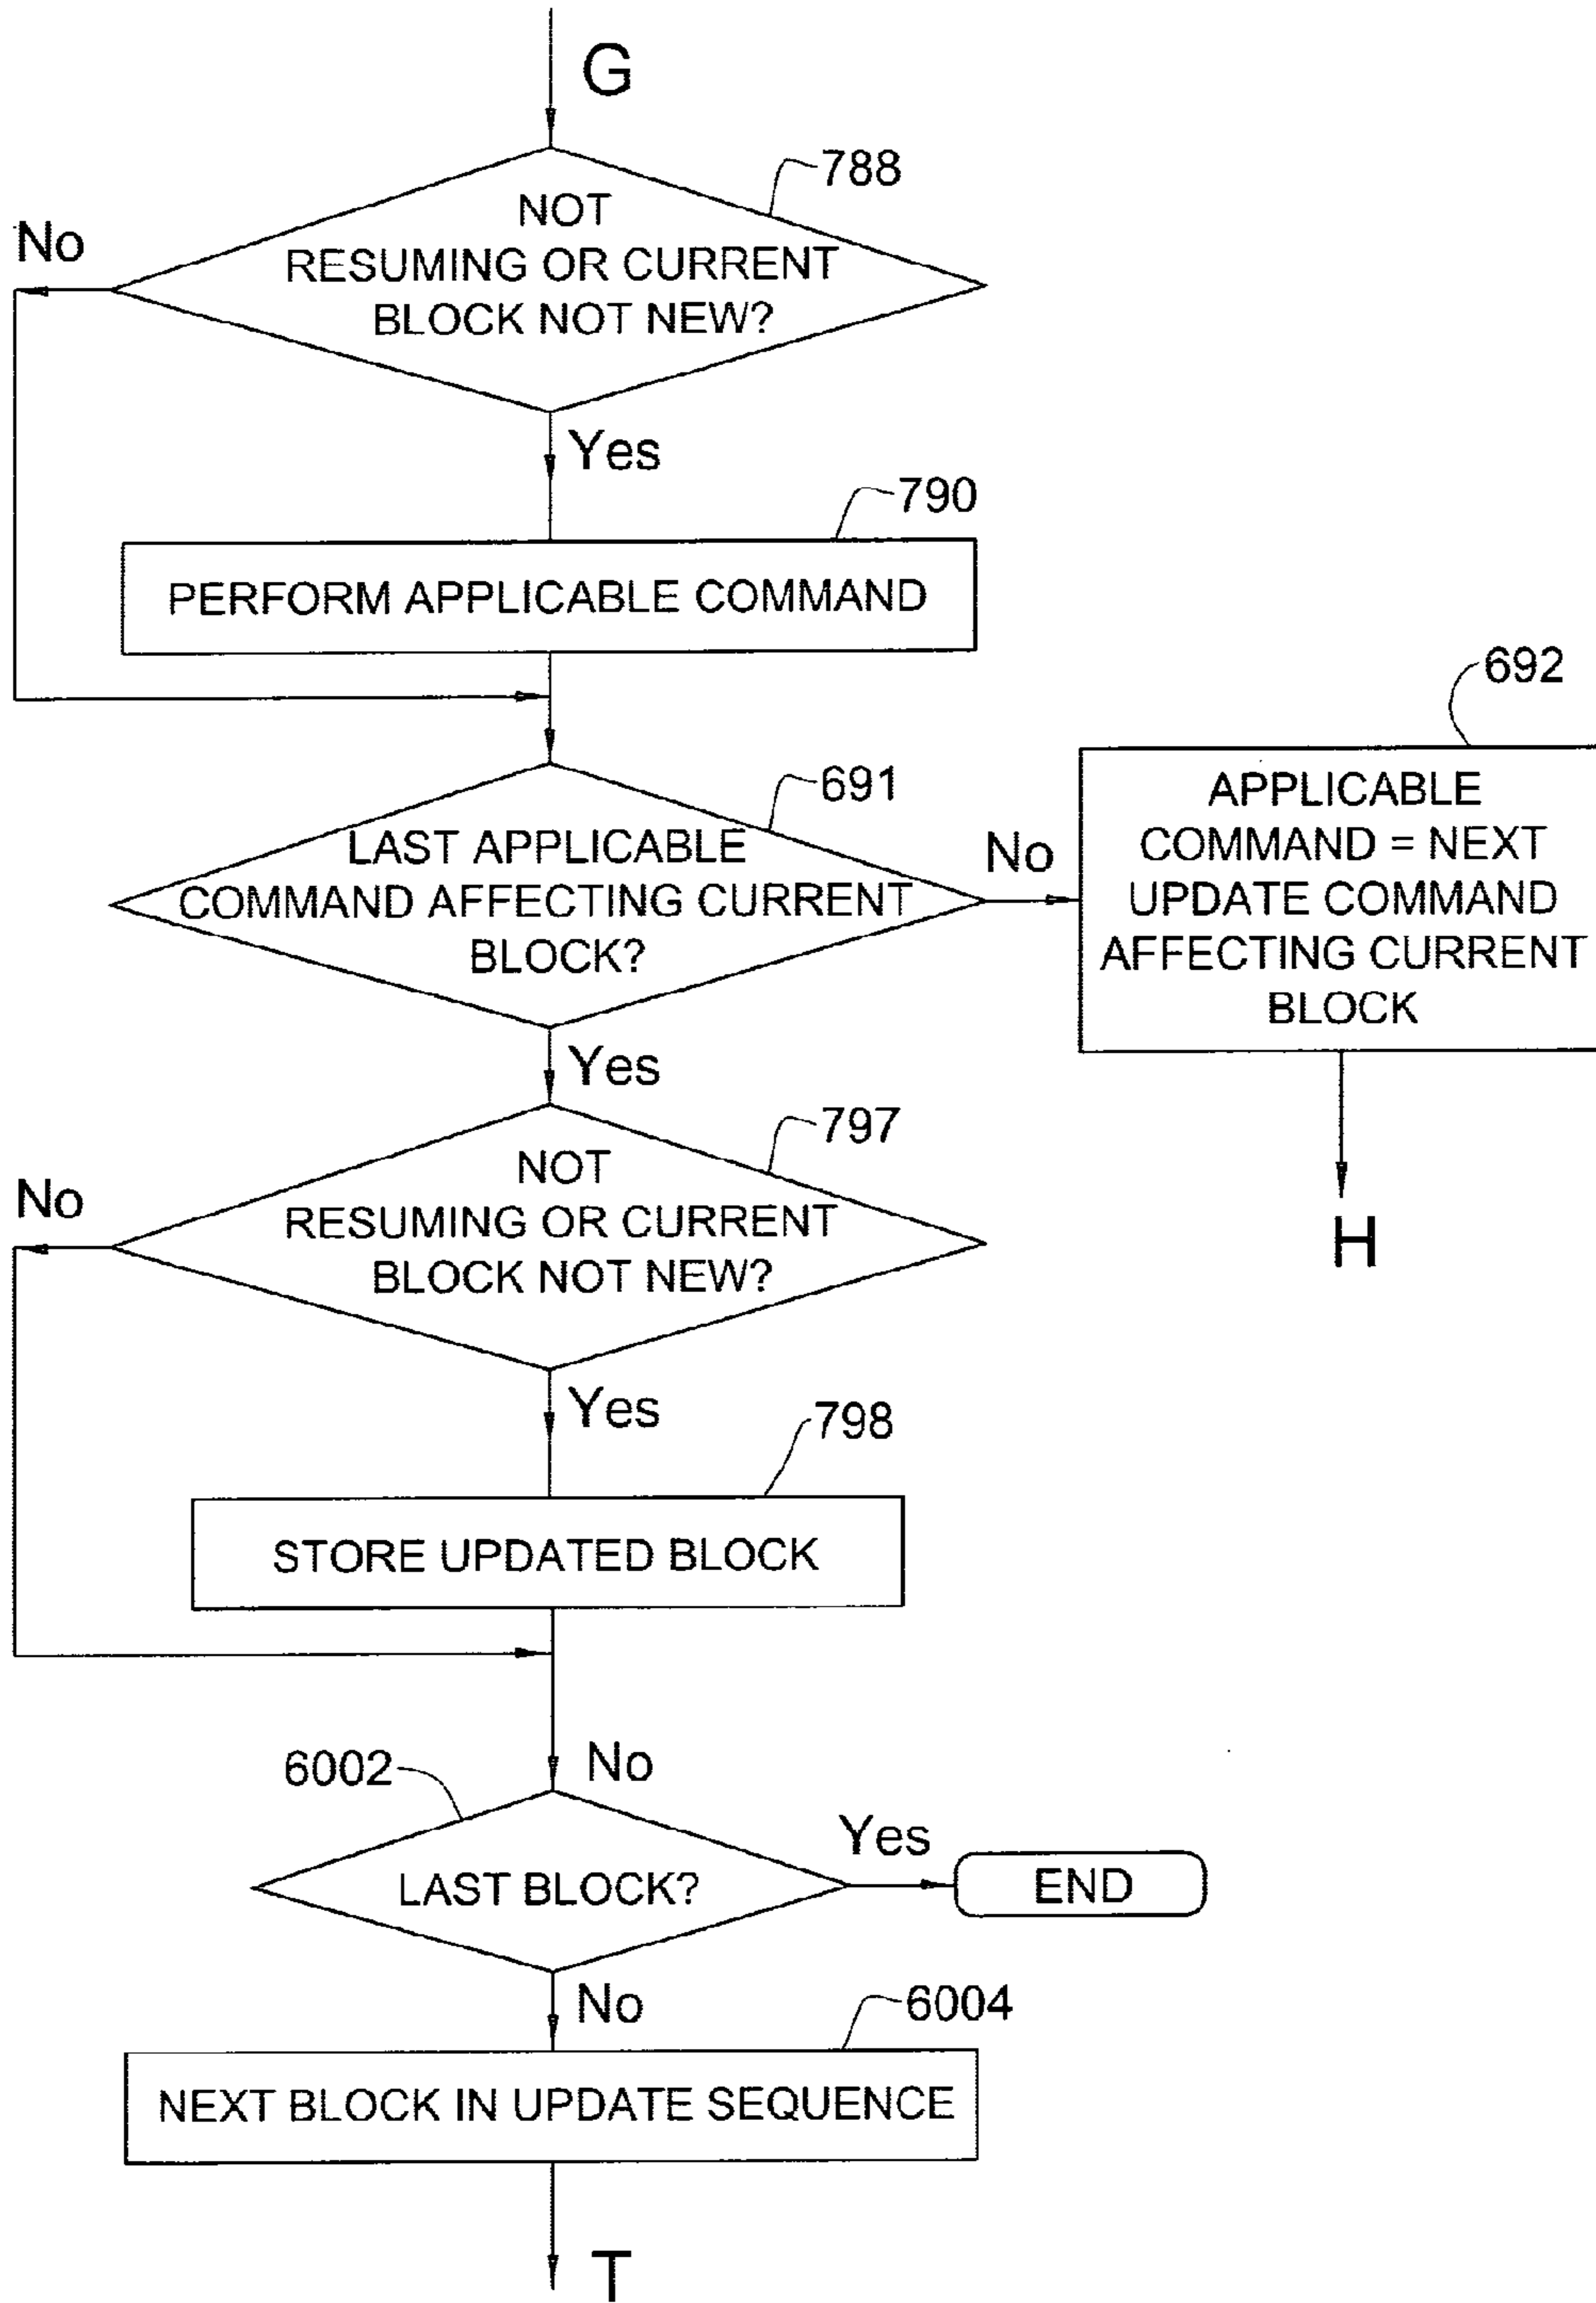 G
788
NOT
RESUMING OR CURRENT
BLOCK NOT NEW?
No
Yes
790
PERFORM APPLICABLE COMMAND
691
LAST APPLICABLE
COMMAND AFFECTING CURRENT
BLOCK?
No
692
APPLICABLE
COMMAND = NEXT
UPDATE COMMAND
AFFECTING CURRENT
BLOCK
H
Yes
797
NOT
RESUMING OR CURRENT
BLOCK NOT NEW?
No
Yes
798
STORE UPDATED BLOCK
No
6002
LAST BLOCK?
Yes
END
No
6004
NEXT BLOCK IN UPDATE SEQUENCE
T